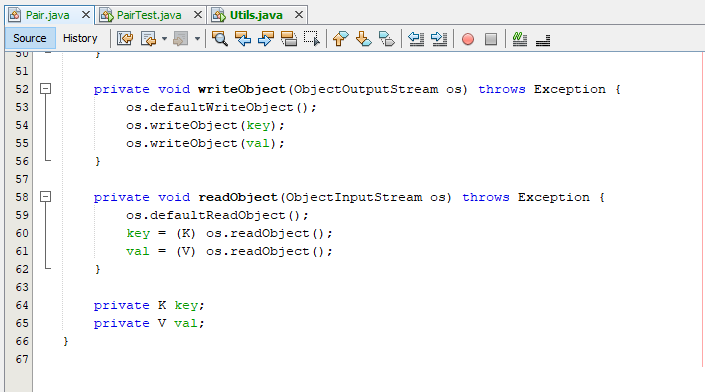 Pair.java PairTest.java Utils.java
Source History
50 }
51
52 private void writeObject(ObjectOutputStream os) throws Exception {
53 os.defaultWriteObject();
54 os.writeObject(key);
55 os.writeObject(val);
56 }
57
58 private void readObject(ObjectInputStream os) throws Exception {
59 os.defaultReadObject();
60 key = (K) os.readObject();
61 val = (V) os.readObject();
62 }
63
64 private K key;
65 private V val;
66 }
67